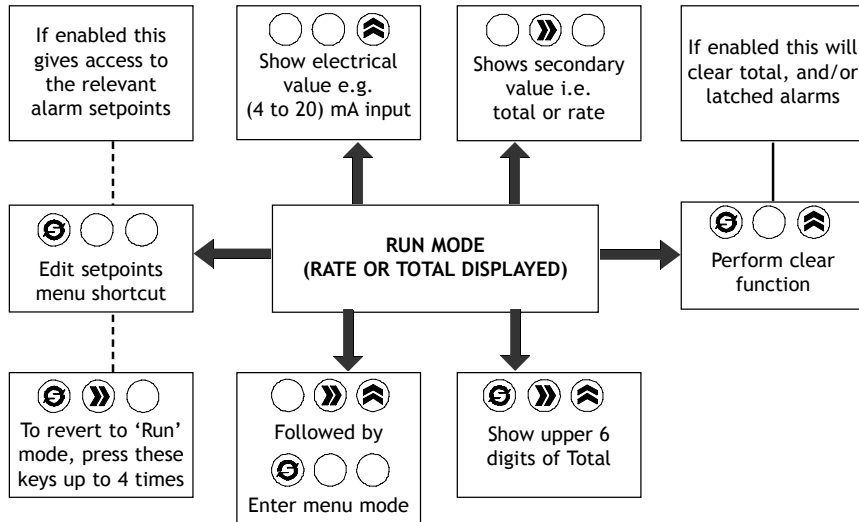 If enabled this
gives access to
the relevant
alarm setpoints
Show electrical
value e.g.
(4 to 20) mA input
Shows secondary
value i.e.
total or rate
If enabled this will
clear total, and/or
latched alarms
Edit setpoints
menu shortcut
RUN MODE
(RATE OR TOTAL DISPLAYED)
Perform clear
function
To revert to ‘Run’
mode, press these
keys up to 4 times
Followed by
Enter menu mode
Show upper 6
digits of Total